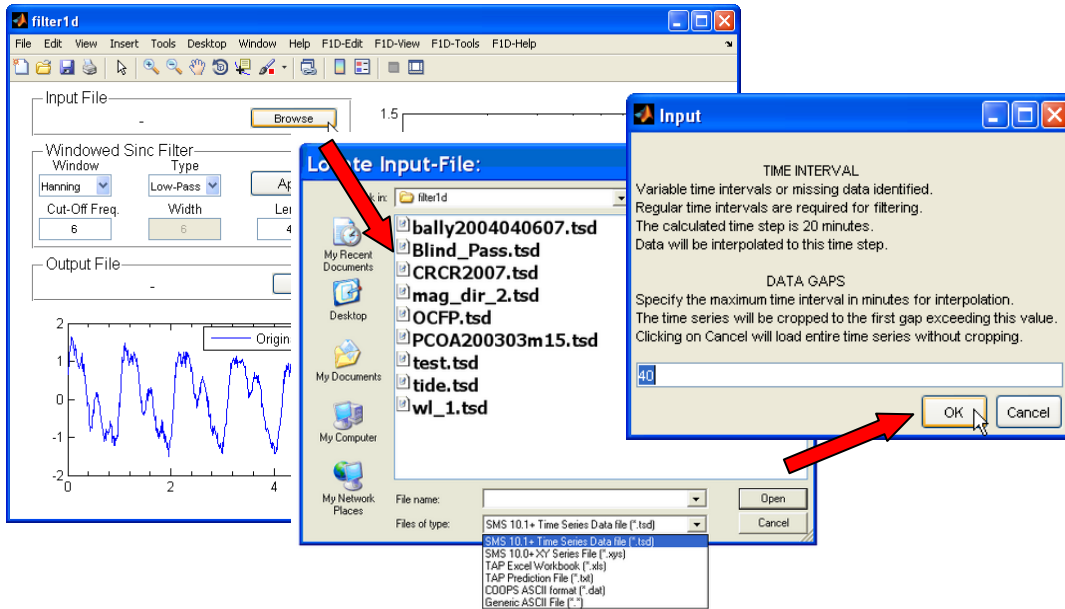 filter1d
File Edit View Insert Tools Desktop Window Help F1D-Edit F1D-View F1D-Tools F1D-Help
Input File
-
Browse
Windowed Sinc Filter
Window Type
Hanning Low-Pass
Cut-Off Freq. Width
6 6 4
Output File
-
1.5
2
1
0
-1
-2
0 2 4
Input-File:
filter1d
My Recent
Documents
Desktop
My Documents
My Computer
My Network
Places
bally2004040607.tsd
Blind_Pass.tsd
CRCR2007.tsd
mag_dir_2.tsd
OCFP.tsd
PCOA200303m15.tsd
test.tsd
tide.tsd
wl_1.tsd
File name:
Open
Files of type:
SMS 10.1+ Time Series Data file (*.tsd)
Cancel
SMS 10.1+ Time Series Data file (*.tsd)
SMS 10.0+ XY Series File (*.xys)
TAP Excel Workbook (*.xls)
TAP Prediction File (*.txt)
COOPS ASCII format (*.dat)
Generic ASCII File (*.*)
Input
TIME INTERVAL
Variable time intervals or missing data identified.
Regular time intervals are required for filtering.
The calculated time step is 20 minutes.
Data will be interpolated to this time step.
DATA GAPS
Specify the maximum time interval in minutes for interpolation.
The time series will be cropped to the first gap exceeding this value.
Clicking on Cancel will load entire time series without cropping.
40
OK Cancel